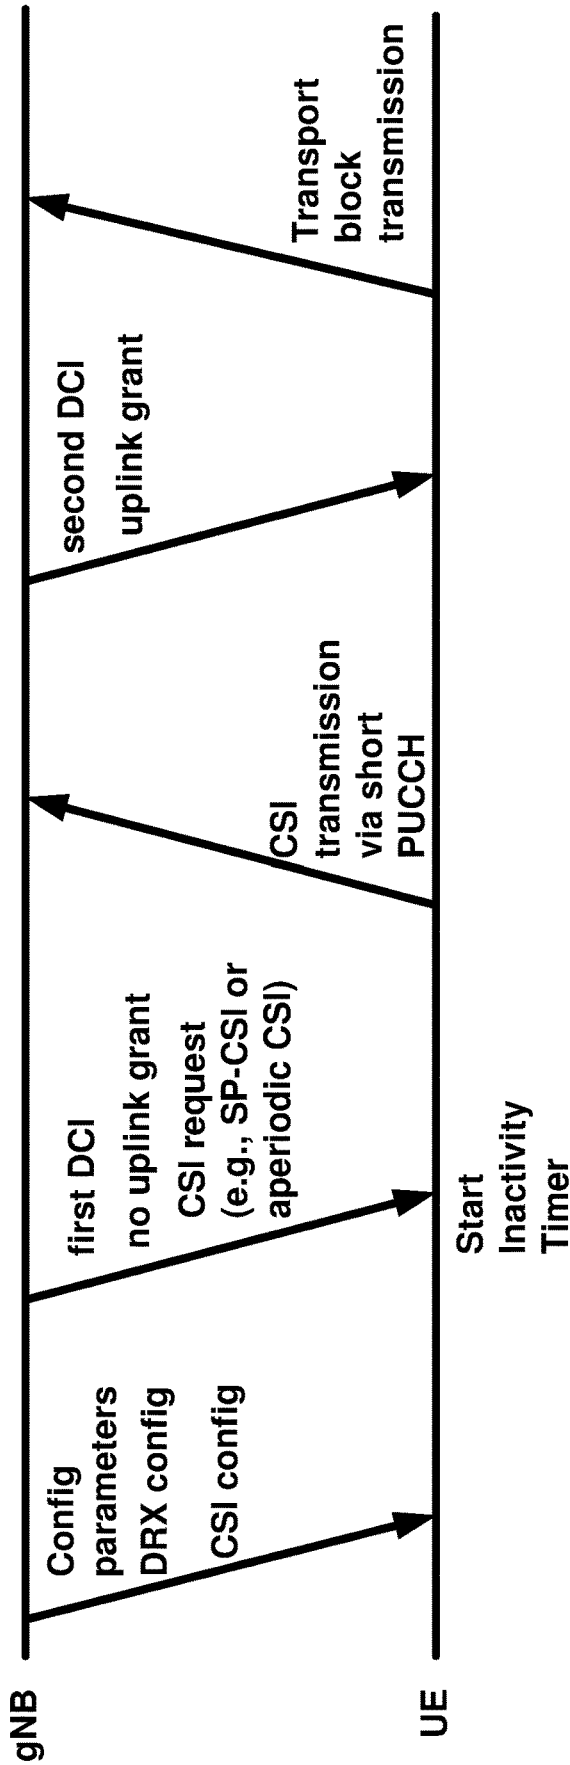 gNB
UE
Config
parameters
DRX config
CSI config
first DCI
no uplink grant
CSI request
(e.g., SP-CSI or
aperiodic CSI)
Start
Inactivity
Timer
CSI
transmission
via short
PUCCH
second DCI
uplink grant
Transport
block
transmission